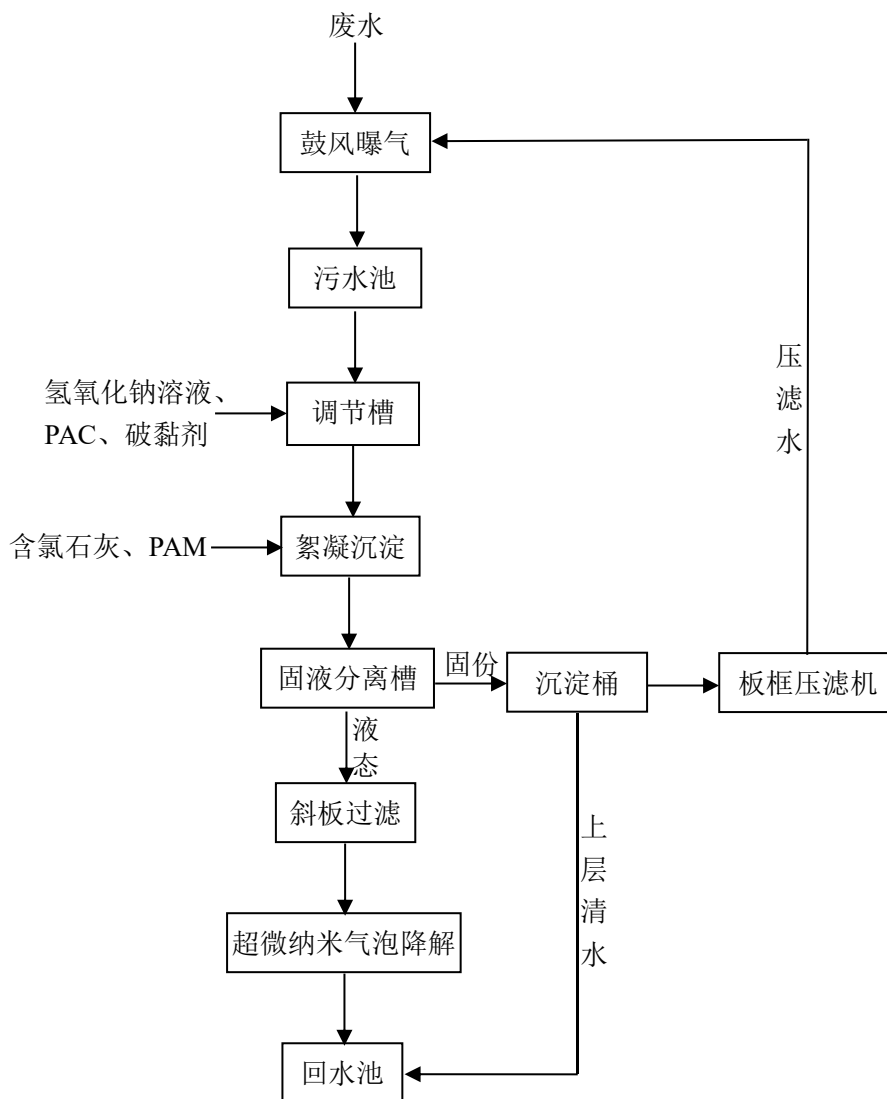 废水
鼓风曝气
污水池
压滤水
氢氧化钠溶液、
PAC、破黏剂
调节槽
含氯石灰、PAM
絮凝沉淀
固液分离槽
固份
沉淀桶
板框压滤机
液态
斜板过滤
上层清水
超微纳米气泡降解
回水池